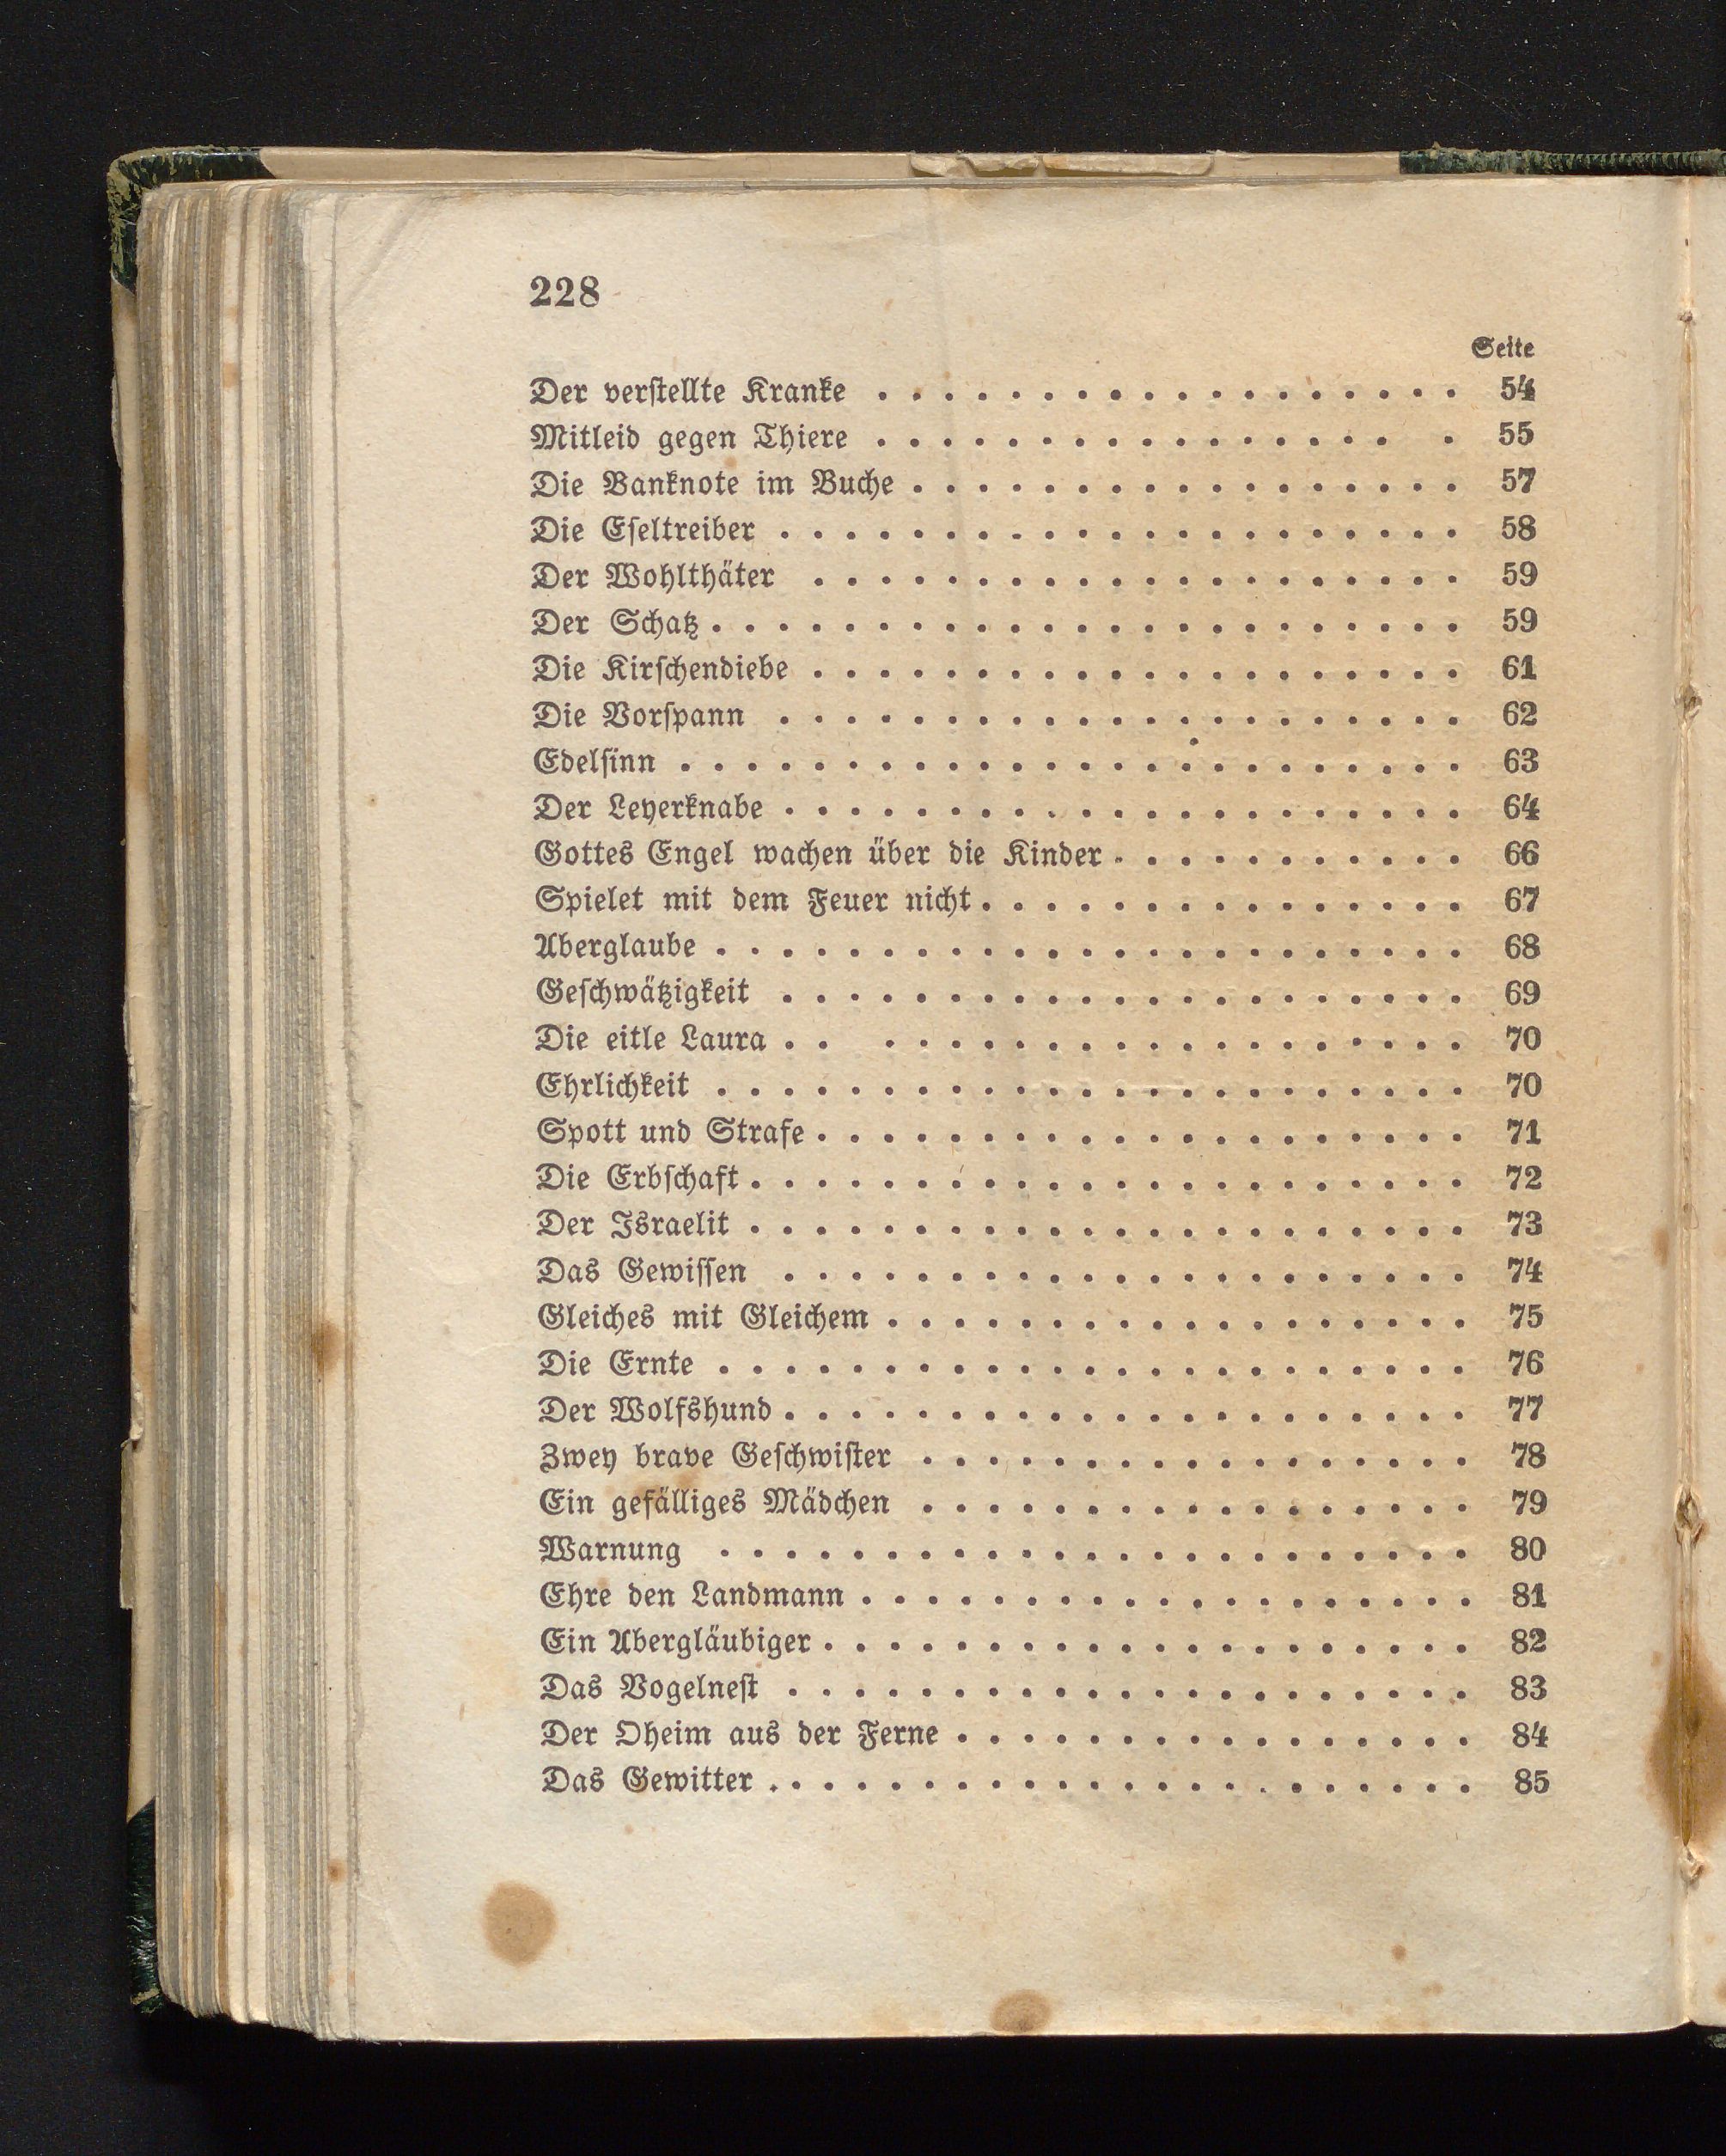 228
Seite
Der verſtellte Kranke . . . . . . . . . . . . . . . . . . 54
Mitleid gegen Thiere . . . . . . . . . . . . . . . . . 55
Die Banknote im Buche . . . . . . . . . . . . . . . . . 57
Die Eſeltreiber . . . . . . . . . . . . . . . . . . . . . 58
Der Wohlthäter . . . . . . . . . . . . . . . . . . . . 59
Der Schatz . . . . . . . . . . . . . . . . . . . . . . . 59
Die Kirſchendiebe . . . . . . . . . . . . . . . . . . . . 61
Die Vorſpann . . . . . . . . . . . . . . . . . . . . . 62
Edelſinn . . . . . . . . . . . . . . . . . . . . . . . . 63
Der Leyerknabe . . . . . . . . . . . . . . . . . . . . . 64
Gottes Engel wachen über die Kinder . . . . . . . . . . . 66
Spielet mit dem Feuer nicht . . . . . . . . . . . . . . . 67
Aberglaube . . . . . . . . . . . . . . . . . . . . . . . 68
Geſchwätzigkeit . . . . . . . . . . . . . . . . . . . . . 69
Die eitle Laura . . . . . . . . . . . . . . . . . . . . 70
Ehrlichkeit . . . . . . . . . . . . . . . . . . . . . . . 70
Spott und Strafe . . . . . . . . . . . . . . . . . . . . 71
Die Erbſchaft . . . . . . . . . . . . . . . . . . . . . . 72
Der Israelit . . . . . . . . . . . . . . . . . . . . . . 73
Das Gewiſſen . . . . . . . . . . . . . . . . . . . . . 74
Gleiches mit Gleichem . . . . . . . . . . . . . . . . . . 75
Die Ernte . . . . . . . . . . . . . . . . . . . . . . . 76
Der Wolfshund . . . . . . . . . . . . . . . . . . . . . 77
Zwey brave Geſchwiſter . . . . . . . . . . . . . . . . . 78
Ein gefälliges Mädchen . . . . . . . . . . . . . . . . . 79
Warnung . . . . . . . . . . . . . . . . . . . . . . . 80
Ehre den Landmann . . . . . . . . . . . . . . . . . . . 81
Ein Abergläubiger . . . . . . . . . . . . . . . . . . . . 82
Das Vogelneſt . . . . . . . . . . . . . . . . . . . . . 83
Der Oheim aus der Ferne . . . . . . . . . . . . . . . . 84
Das Gewitter . . . . . . . . . . . . . . . . . . . . . . 85